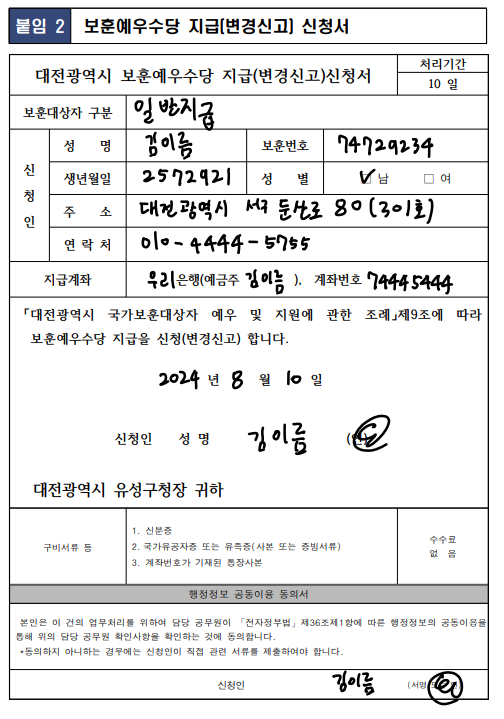 붙임 2 보훈예우수당 지급(변경신고) 신청서
대전광역시 보훈예우수당 지급(변경신고)신청서
처리기간
10 일
보훈대상자 구분 일반지급
신청인
성 명 김이름 보훈번호 74729234
생년월일 2572921 성 별 ☑ 남 □ 여
주 소 대전광역시 서구 둔산로 80 (301호)
연 락 처 010-4444-5755
지급계좌 우리은행(예금주 김이름 ), 계좌번호 74445444
「대전광역시 국가보훈대상자 예우 및 지원에 관한 조례」제9조에 따라
보훈예우수당 지급을 신청(변경신고) 합니다.
2024 년 8 월 10 일
신청인 성 명 김이름 (인)
대전광역시 유성구청장 귀하
구비서류 등
1. 신분증
2. 국가유공자증 또는 유족증(사본 또는 증빙서류)
3. 계좌번호가 기재된 통장사본
수수료
없 음
행정정보 공동이용 동의서
본인은 이 건의 업무처리를 위하여 담당 공무원이 「전자정부법」제36조제1항에 따른 행정정보의 공동이용을
통해 위의 담당 공무원 확인사항을 확인하는 것에 동의합니다.
*동의하지 아니하는 경우에는 신청인이 직접 관련 서류를 제출하여야 합니다.
신청인 김이름 (서명 또는 인)